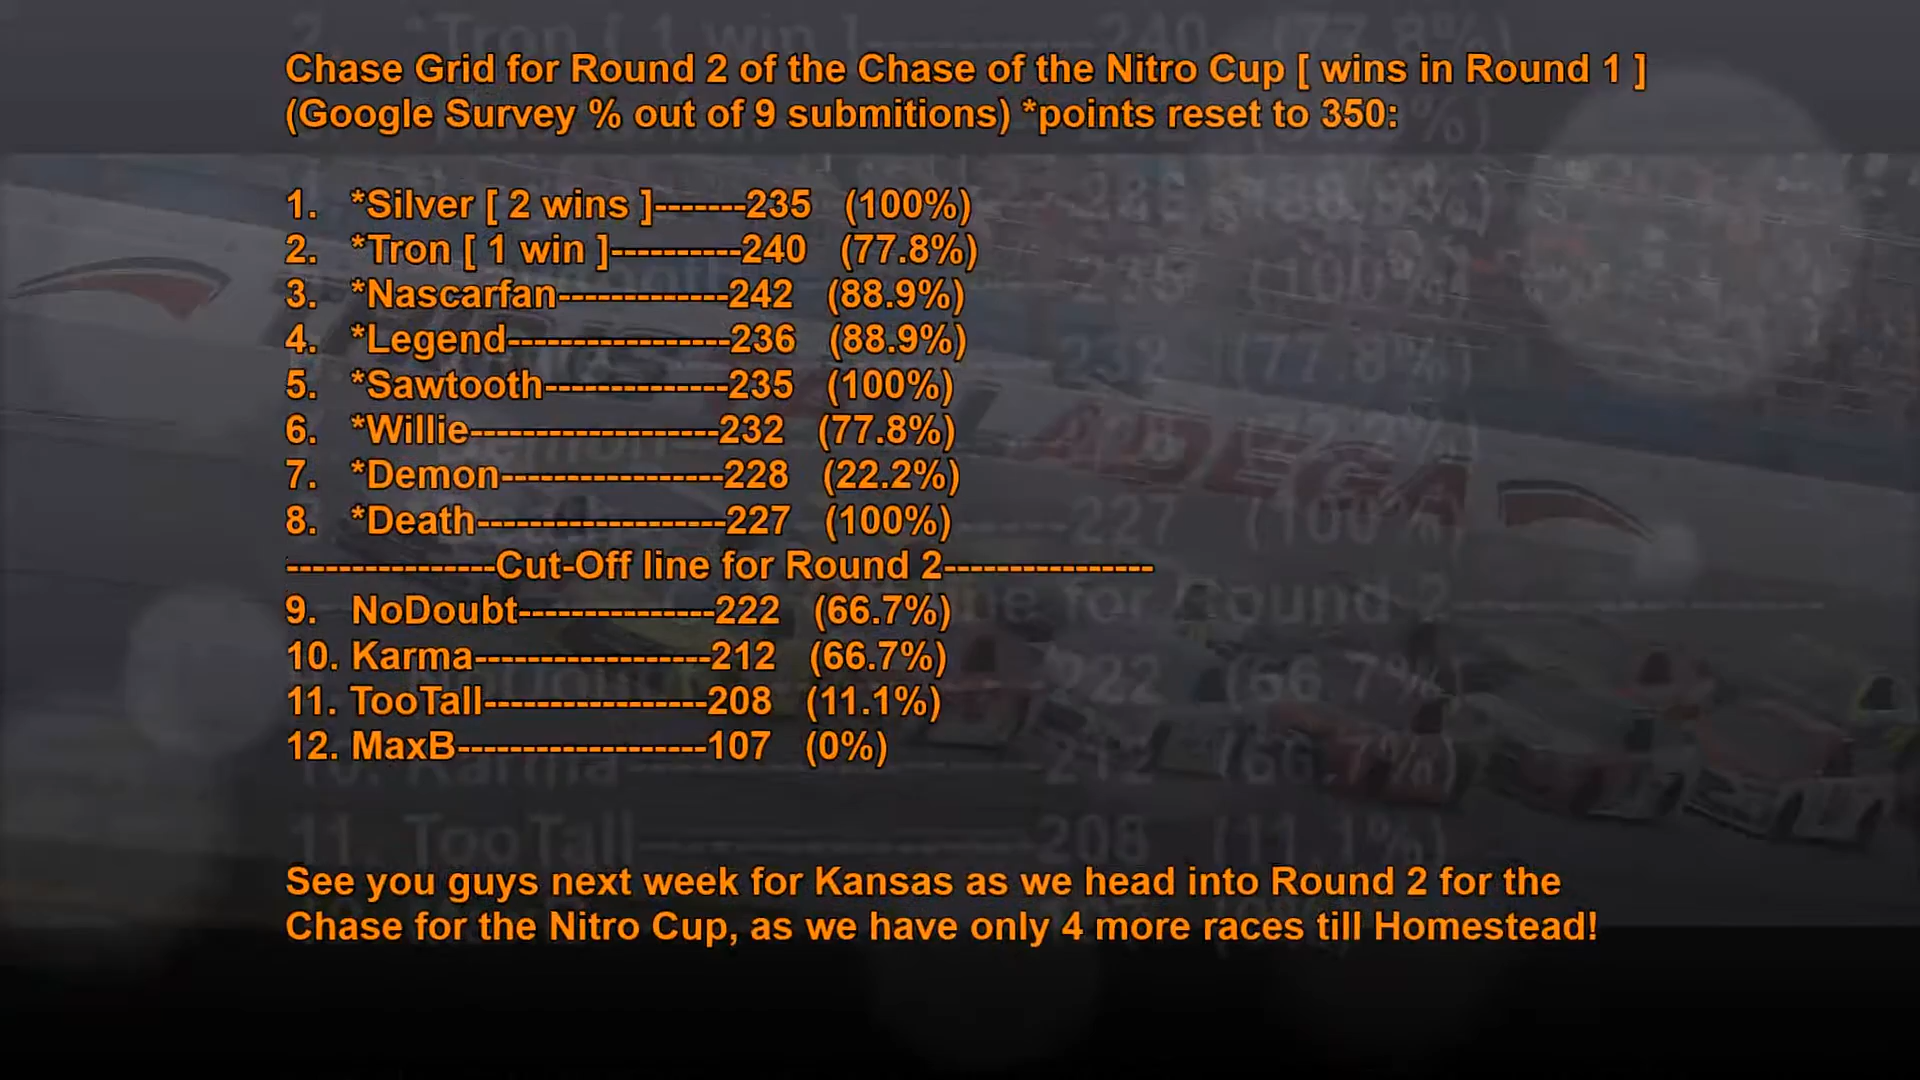 Chase Grid for Round 2 of the Chase of the Nitro Cup [ wins in Round 1 ]
(Google Survey % out of 9 submitions) *points reset to 350:
1. *Silver [ 2 wins ]-------235 (100%)
2. *Tron [ 1 win ]----------240 (77.8%)
3. *Nascarfan-------------242 (88.9%)
4. *Legend-----------------236 (88.9%)
5. *Sawtooth--------------235 (100%)
6. *Willie-------------------232 (77.8%)
7. *Demon-----------------228 (22.2%)
8. *Death-------------------227 (100%)
----------------Cut-Off line for Round 2----------------
9. NoDoubt---------------222 (66.7%)
10. Karma------------------212 (66.7%)
11. TooTall-----------------208 (11.1%)
12. MaxB-------------------107 (0%)
See you guys next week for Kansas as we head into Round 2 for the
Chase for the Nitro Cup, as we have only 4 more races till Homestead!